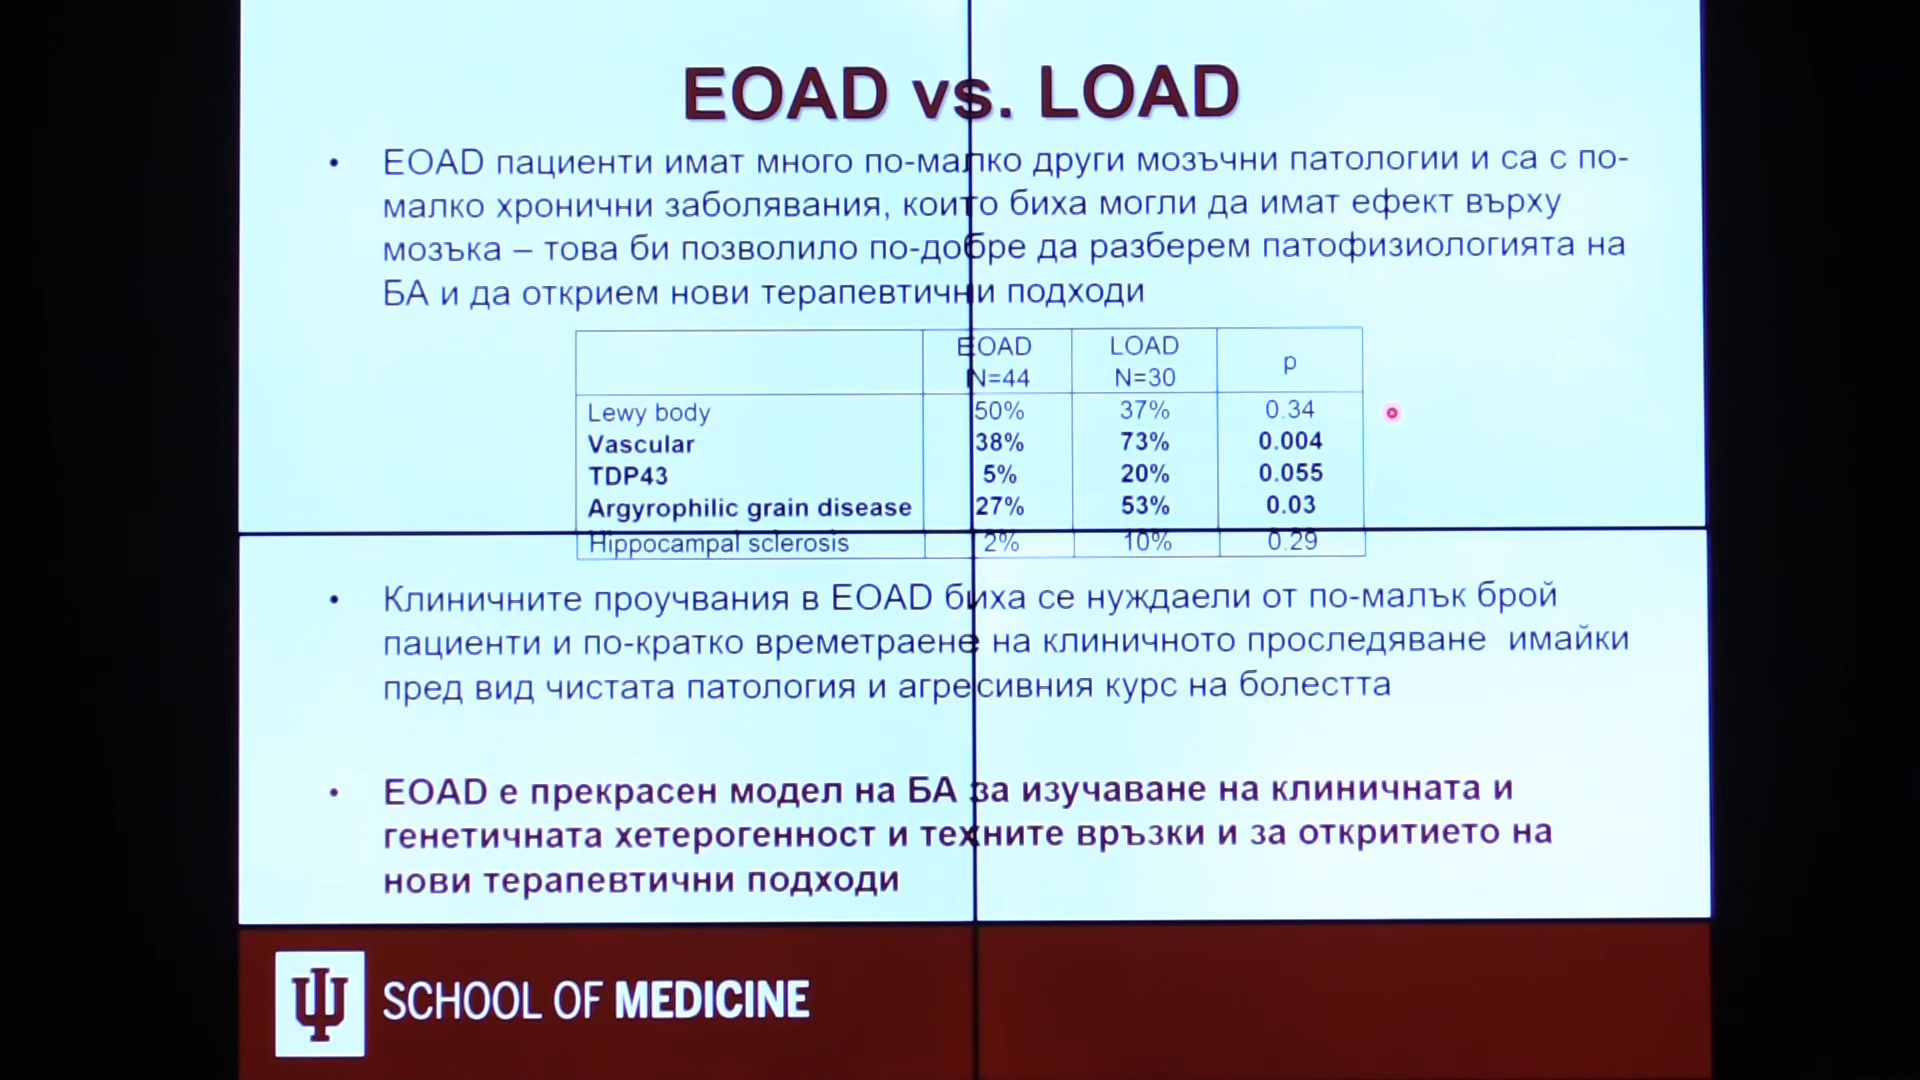 EOAD vs. LOAD
• EOAD пациенти имат много по-малко други мозъчни патологии и са с по-
малко хронични заболявания, които биха могли да имат ефект върху
мозъка – това би позволило по-добре да разберем патофизиологията на
БА и да открием нови терапевтични подходи
EOAD LOAD p
N=44 N=30
Lewy body 50% 37% 0.34
Vascular 38% 73% 0.004
TDP43 5% 20% 0.055
Argyrophilic grain disease 27% 53% 0.03
Hippocampal sclerosis 2% 10% 0.29
• Клиничните проучвания в EOAD биха се нуждаели от по-малък брой
пациенти и по-кратко времетраене на клиничното проследяване имайки
пред вид чистата патология и агресивния курс на болестта
• EOAD е прекрасен модел на БА за изучаване на клиничната и
генетичната хетерогенност и техните връзки и за откритието на
нови терапевтични подходи
SCHOOL OF MEDICINE